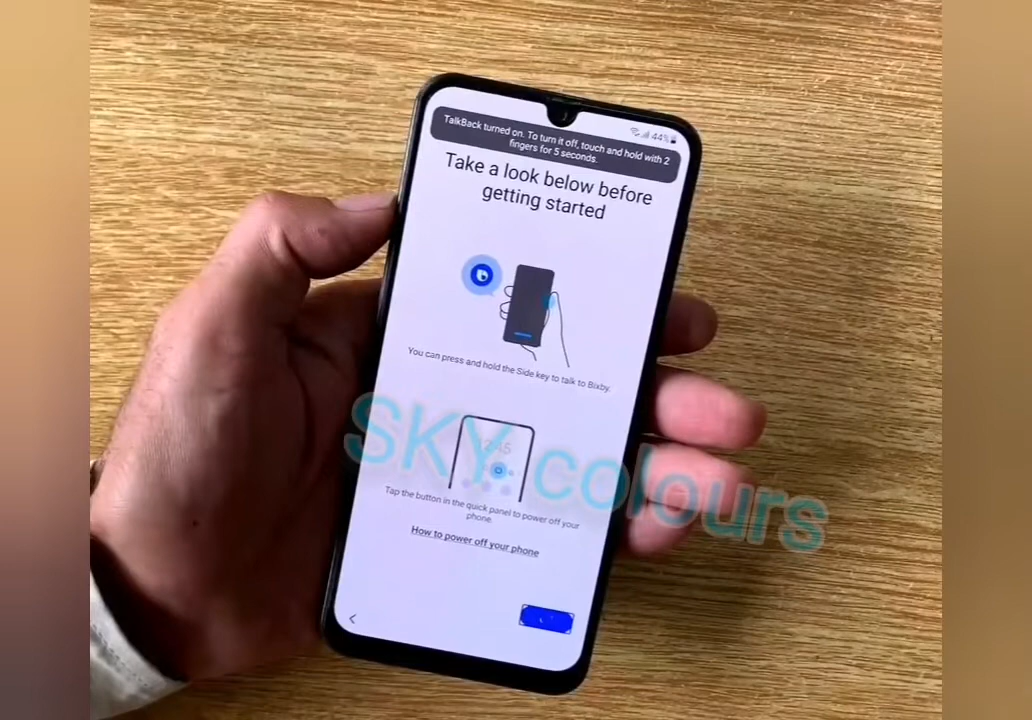 44%
TalkBack turned on. To turn it off, touch and hold with 2
fingers for 5 seconds.
Take a look below before
getting started
You can press and hold the Side key to talk to Bixby.
12:45
Tap the button in the quick panel to power off your
phone.
How to power off your phone
SKY colours